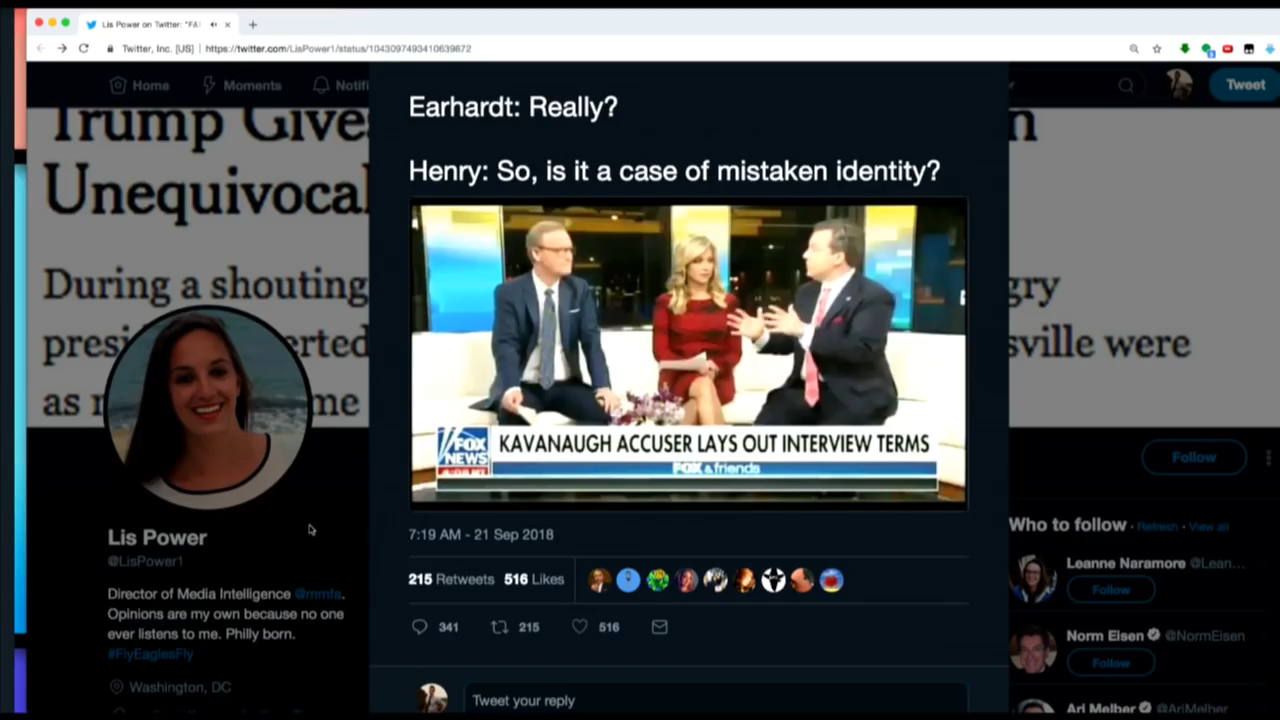 Lis Power on Twitter: "FAI
Twitter, Inc. [US] | https://twitter.com/LisPower1/status/1043097493410639872
Home
Moments
Notifi
Tweet
Trump Give
n
Unequivocal
During a shouting
gry
presi
erted
sville were
as
me
Earhardt: Really?
Henry: So, is it a case of mistaken identity?
FOX
NEWS
KAVANAUGH ACCUSER LAYS OUT INTERVIEW TERMS
FOX & friends
7:19 AM - 21 Sep 2018
215 Retweets 516 Likes
341
215
516
Tweet your reply
Lis Power
@LisPower1
Director of Media Intelligence @mmfa.
Opinions are my own because no one
ever listens to me. Philly born.
#FlyEaglesFly
Washington, DC
Follow
Who to follow · Refresh · View all
Leanne Naramore @Lean...
Follow
Norm Eisen @NormEisen
Follow
Ari Melber @AriMelber